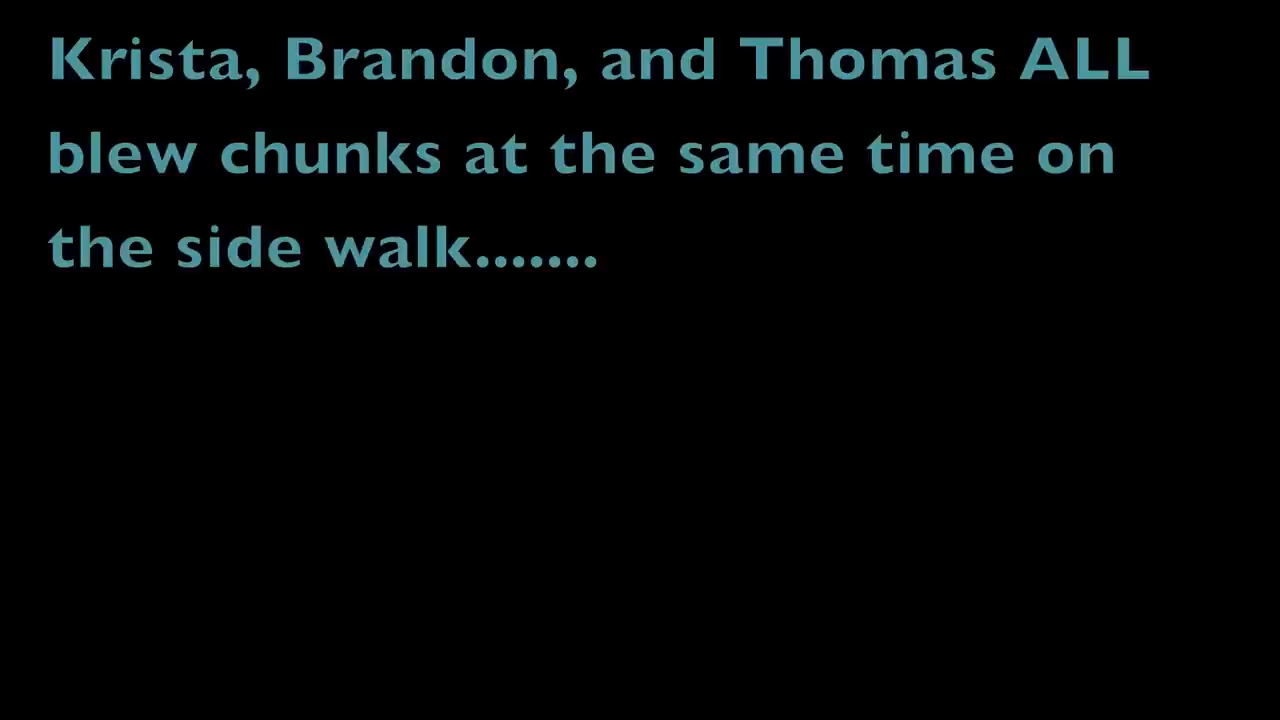 Krista, Brandon, and Thomas ALL
blew chunks at the same time on
the side walk.......